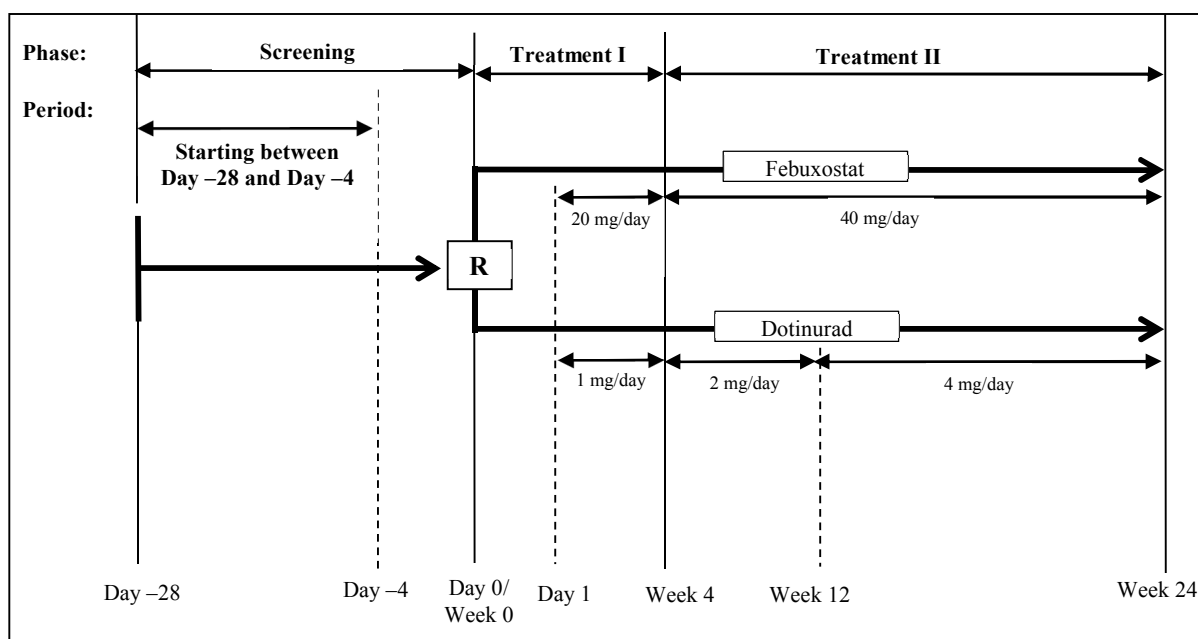 Phase:
Screening
Treatment I
Treatment II
Period:
Starting between
Day –28 and Day –4
Febuxostat
20 mg/day
40 mg/day
R
Dotinurad
1 mg/day
2 mg/day
4 mg/day
Day –28
Day –4
Day 0/
Week 0
Day 1
Week 4
Week 12
Week 24